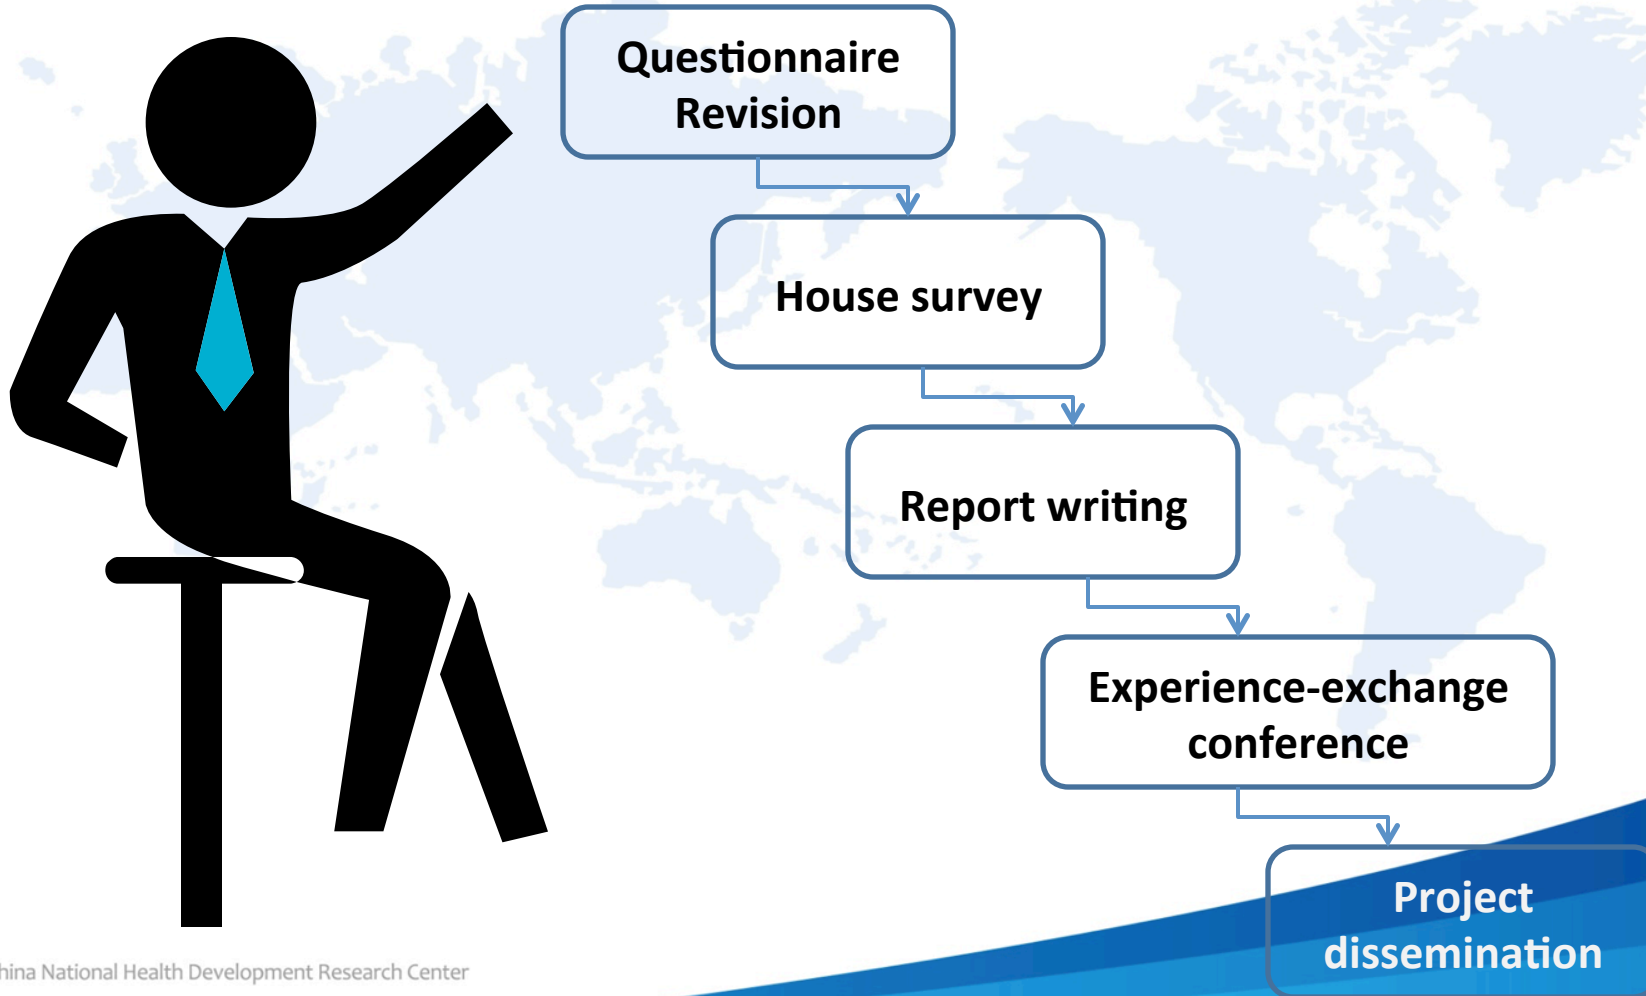 Questionnaire
Revision
House survey
Report writing
Experience-exchange
conference
Project
dissemination
hina National Health Development Research Center